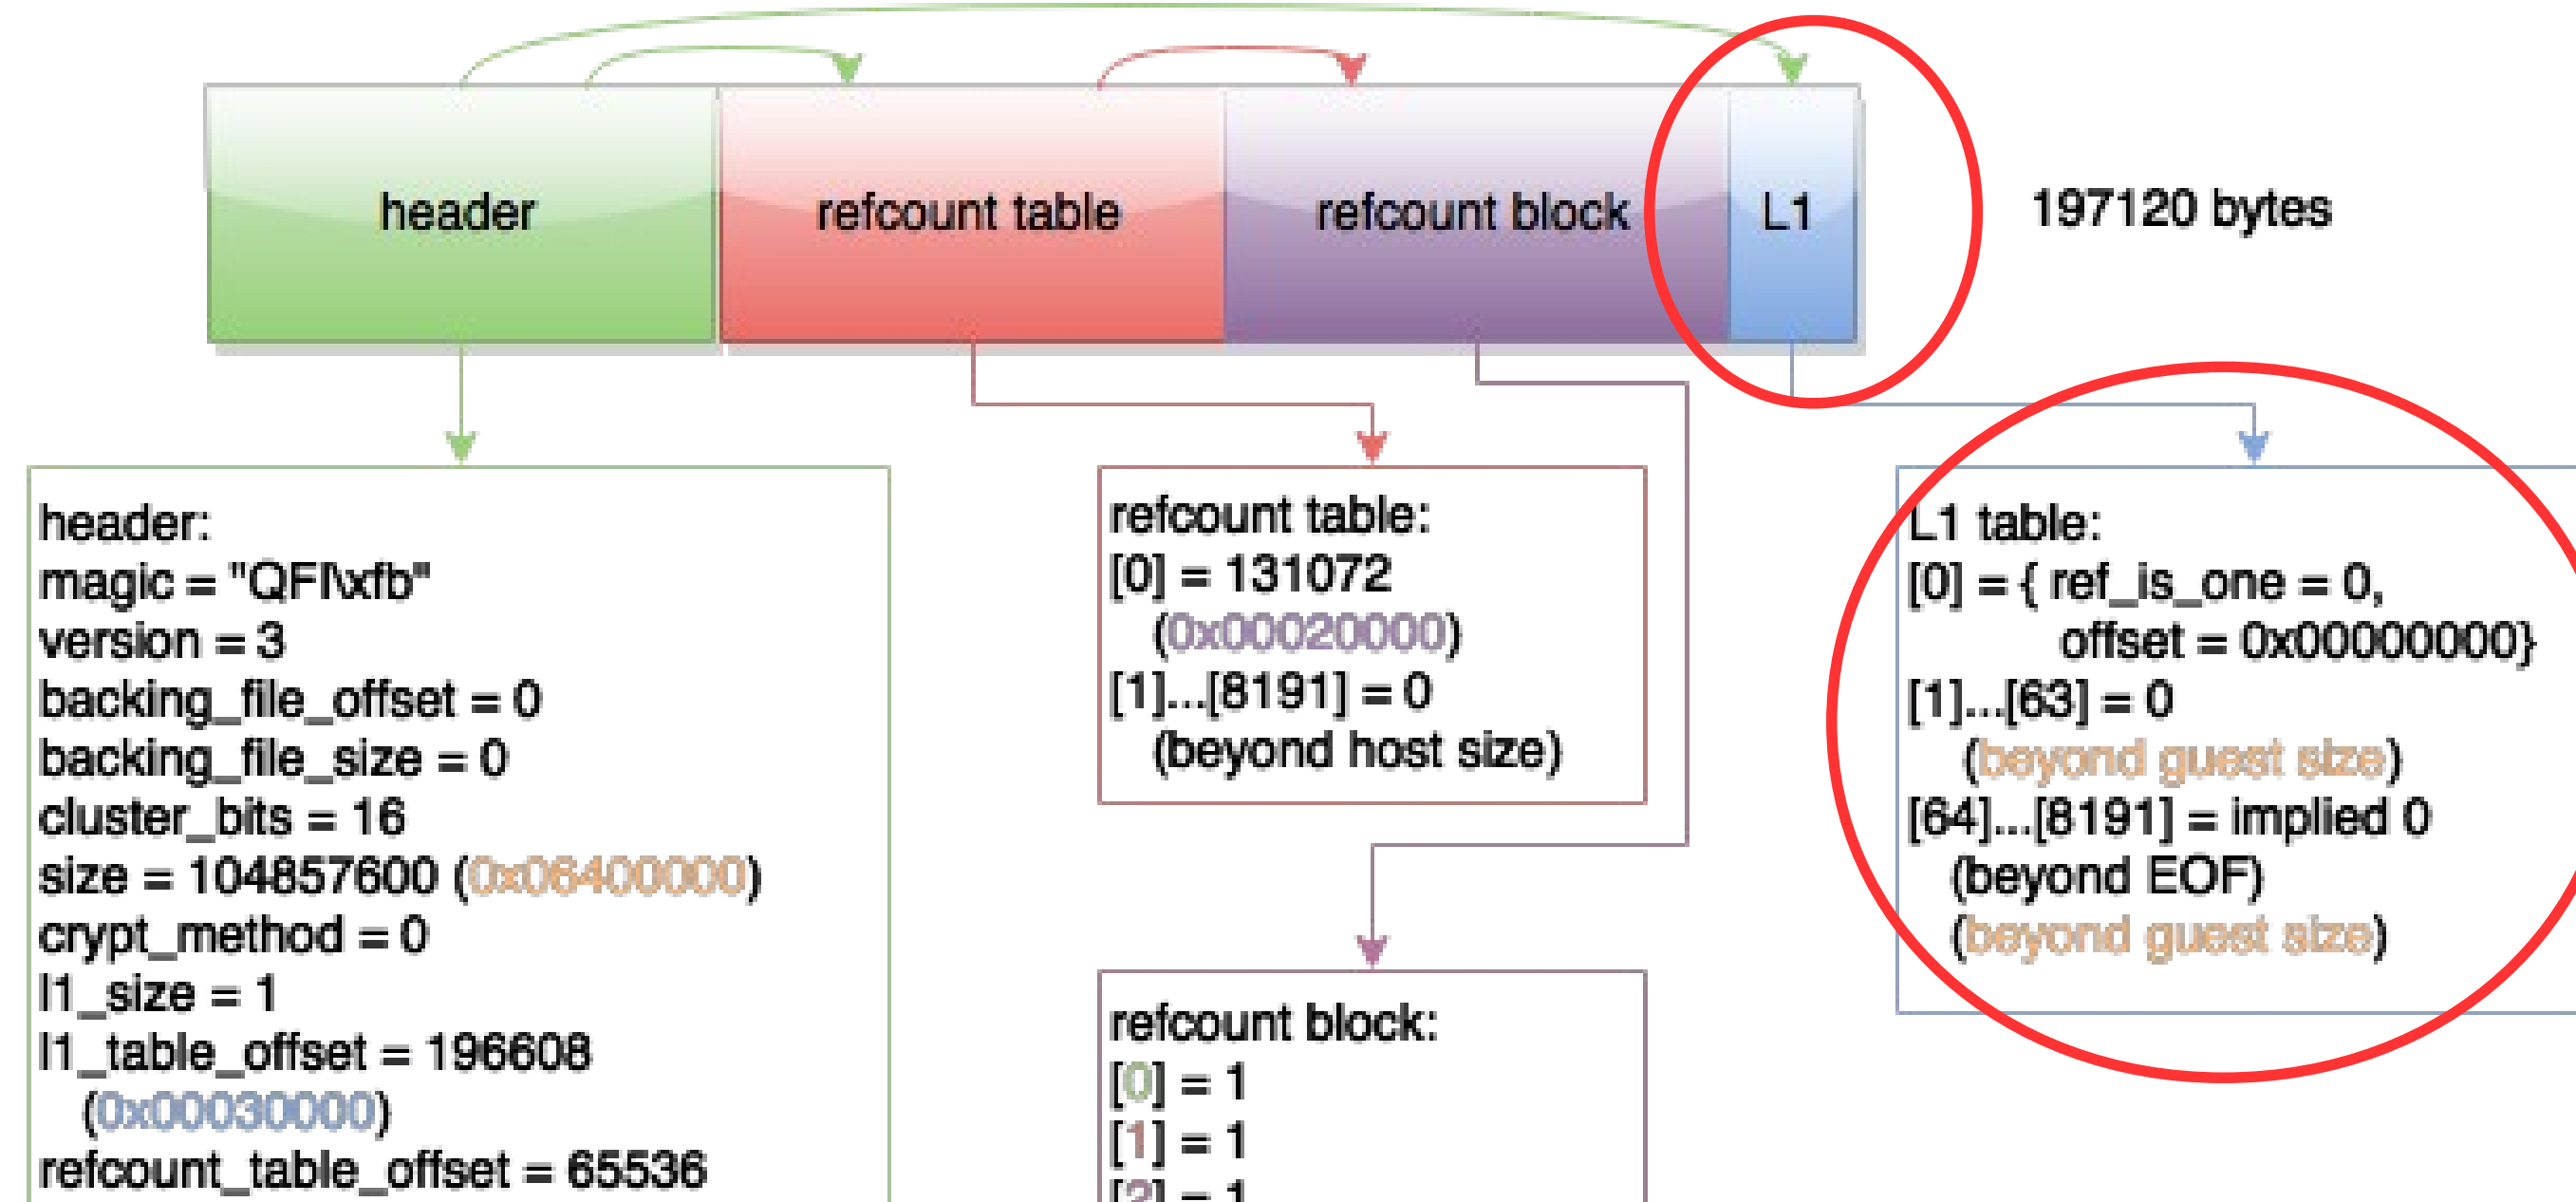 header
refcount table
refcount block
L1
197120 bytes
header:
magic = "QFI\xfb"
version = 3
backing_file_offset = 0
backing_file_size = 0
cluster_bits = 16
size = 104857600 (0x06400000)
crypt_method = 0
l1_size = 1
l1_table_offset = 196608
(0x00030000)
refcount_table_offset = 65536
refcount table:
[0] = 131072
(0x00020000)
[1]...[8191] = 0
(beyond host size)
refcount block:
[0] = 1
[1] = 1
[2] = 1
L1 table:
[0] = { ref_is_one = 0,
offset = 0x00000000}
[1]...[63] = 0
(beyond guest size)
[64]...[8191] = implied 0
(beyond EOF)
(beyond guest size)